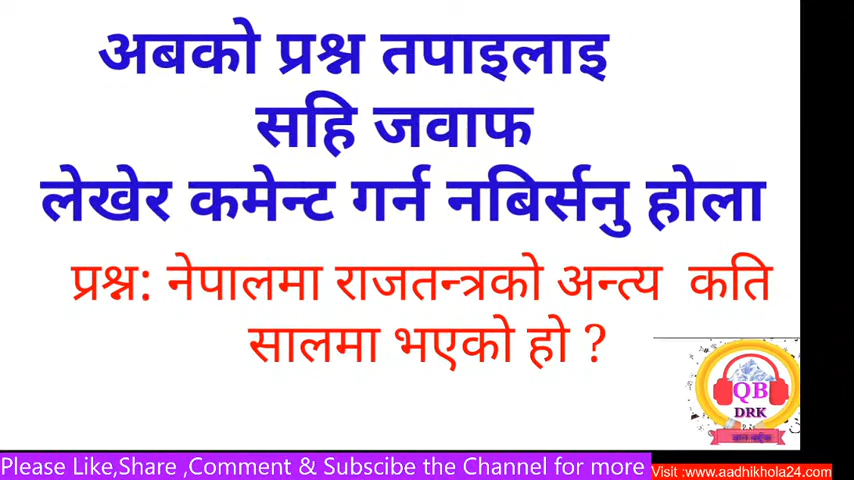 अबको प्रश्न तपाइलाइ
सहि जवाफ
लेखेर कमेन्ट गर्न नबिर्सनु होला
प्रश्न: नेपालमा राजतन्त्रको अन्त्य कति
सालमा भएको हो ?
QB
DRK
Please Like,Share ,Comment & Subscibe the Channel for more
Visit :www.aadhikhola24.com